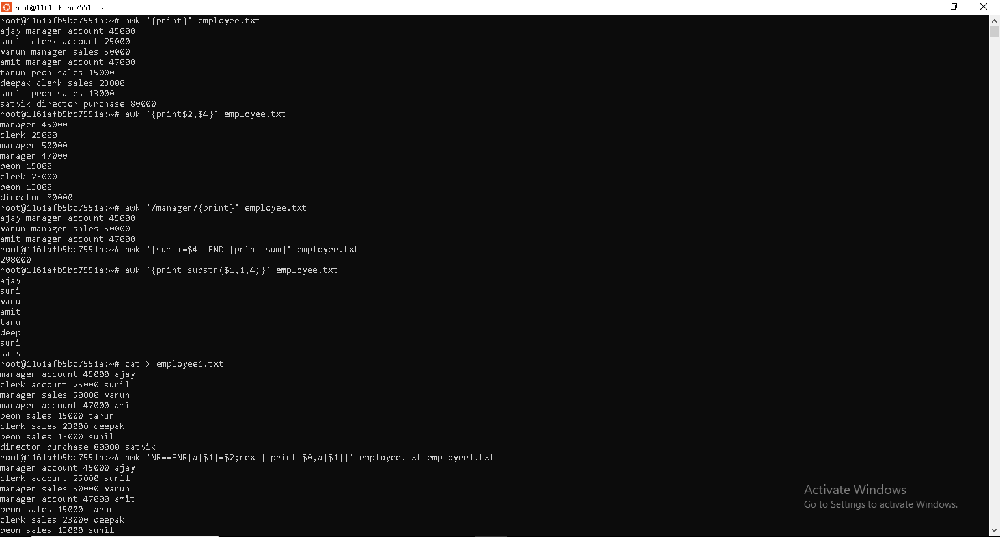 root@1161afb5bc7551a: ~
root@1161afb5bc7551a:~# awk '{print}' employee.txt
ajay manager account 45000
sunil clerk account 25000
varun manager sales 50000
amit manager account 47000
tarun peon sales 15000
deepak clerk sales 23000
sunil peon sales 13000
satvik director purchase 80000
root@1161afb5bc7551a:~# awk '{print$2,$4}' employee.txt
manager 45000
clerk 25000
manager 50000
manager 47000
peon 15000
clerk 23000
peon 13000
director 80000
root@1161afb5bc7551a:~# awk '/manager/{print}' employee.txt
ajay manager account 45000
varun manager sales 50000
amit manager account 47000
root@1161afb5bc7551a:~# awk '{sum +=$4} END {print sum}' employee.txt
298000
root@1161afb5bc7551a:~# awk '{print substr($1,1,4)}' employee.txt
ajay
suni
varu
amit
taru
deep
suni
satv
root@1161afb5bc7551a:~# cat > employee1.txt
manager account 45000 ajay
clerk account 25000 sunil
manager sales 50000 varun
manager account 47000 amit
peon sales 15000 tarun
clerk sales 23000 deepak
peon sales 13000 sunil
director purchase 80000 satvik
root@1161afb5bc7551a:~# awk 'NR==FNR{a[$1]=$2;next}{print $0,a[$1]}' employee.txt employee1.txt
manager account 45000 ajay
clerk account 25000 sunil
manager sales 50000 varun
manager account 47000 amit
peon sales 15000 tarun
clerk sales 23000 deepak
peon sales 13000 sunil
Activate Windows
Go to Settings to activate Windows.